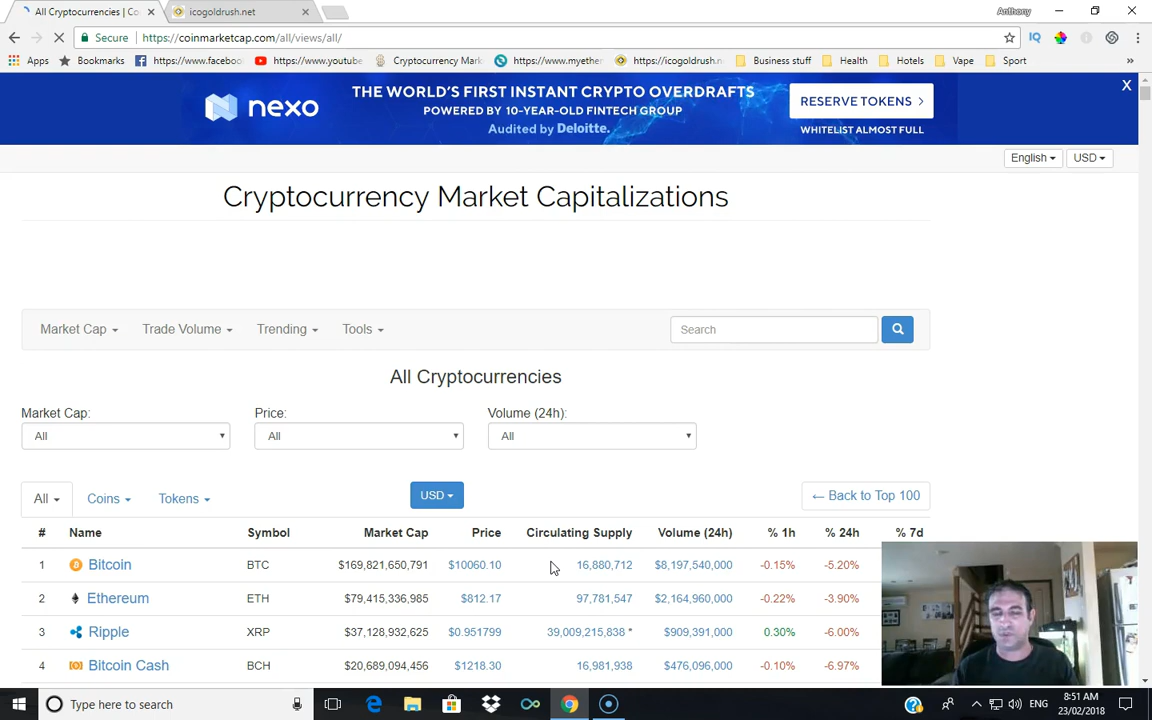 All Cryptocurrencies | Co
icogoldrush.net
Anthony
Secure
https://coinmarketcap.com/all/views/all/
IQ
Apps
Bookmarks
https://www.faceboo
https://www.youtube
Cryptocurrency Mark
https://www.myether
https://icogoldrush.n
Business stuff
Health
Hotels
Vape
Sport
nexo
THE WORLD'S FIRST INSTANT CRYPTO OVERDRAFTS
POWERED BY 10-YEAR-OLD FINTECH GROUP
Audited by Deloitte.
RESERVE TOKENS
WHITELIST ALMOST FULL
X
English
USD
Cryptocurrency Market Capitalizations
Market Cap
Trade Volume
Trending
Tools
Search
All Cryptocurrencies
Market Cap:
Price:
Volume (24h):
All
All
All
All
Coins
Tokens
USD
← Back to Top 100
# Name Symbol Market Cap Price Circulating Supply Volume (24h) % 1h % 24h % 7d
1 Bitcoin BTC $169,821,650,791 $10060.10 16,880,712 $8,197,540,000 -0.15% -5.20%
2 Ethereum ETH $79,415,336,985 $812.17 97,781,547 $2,164,960,000 -0.22% -3.90%
3 Ripple XRP $37,128,932,625 $0.951799 39,009,215,838 * $909,391,000 0.30% -6.00%
4 Bitcoin Cash BCH $20,689,094,456 $1218.30 16,981,938 $476,096,000 -0.10% -6.97%
Type here to search
ENG
8:51 AM
23/02/2018